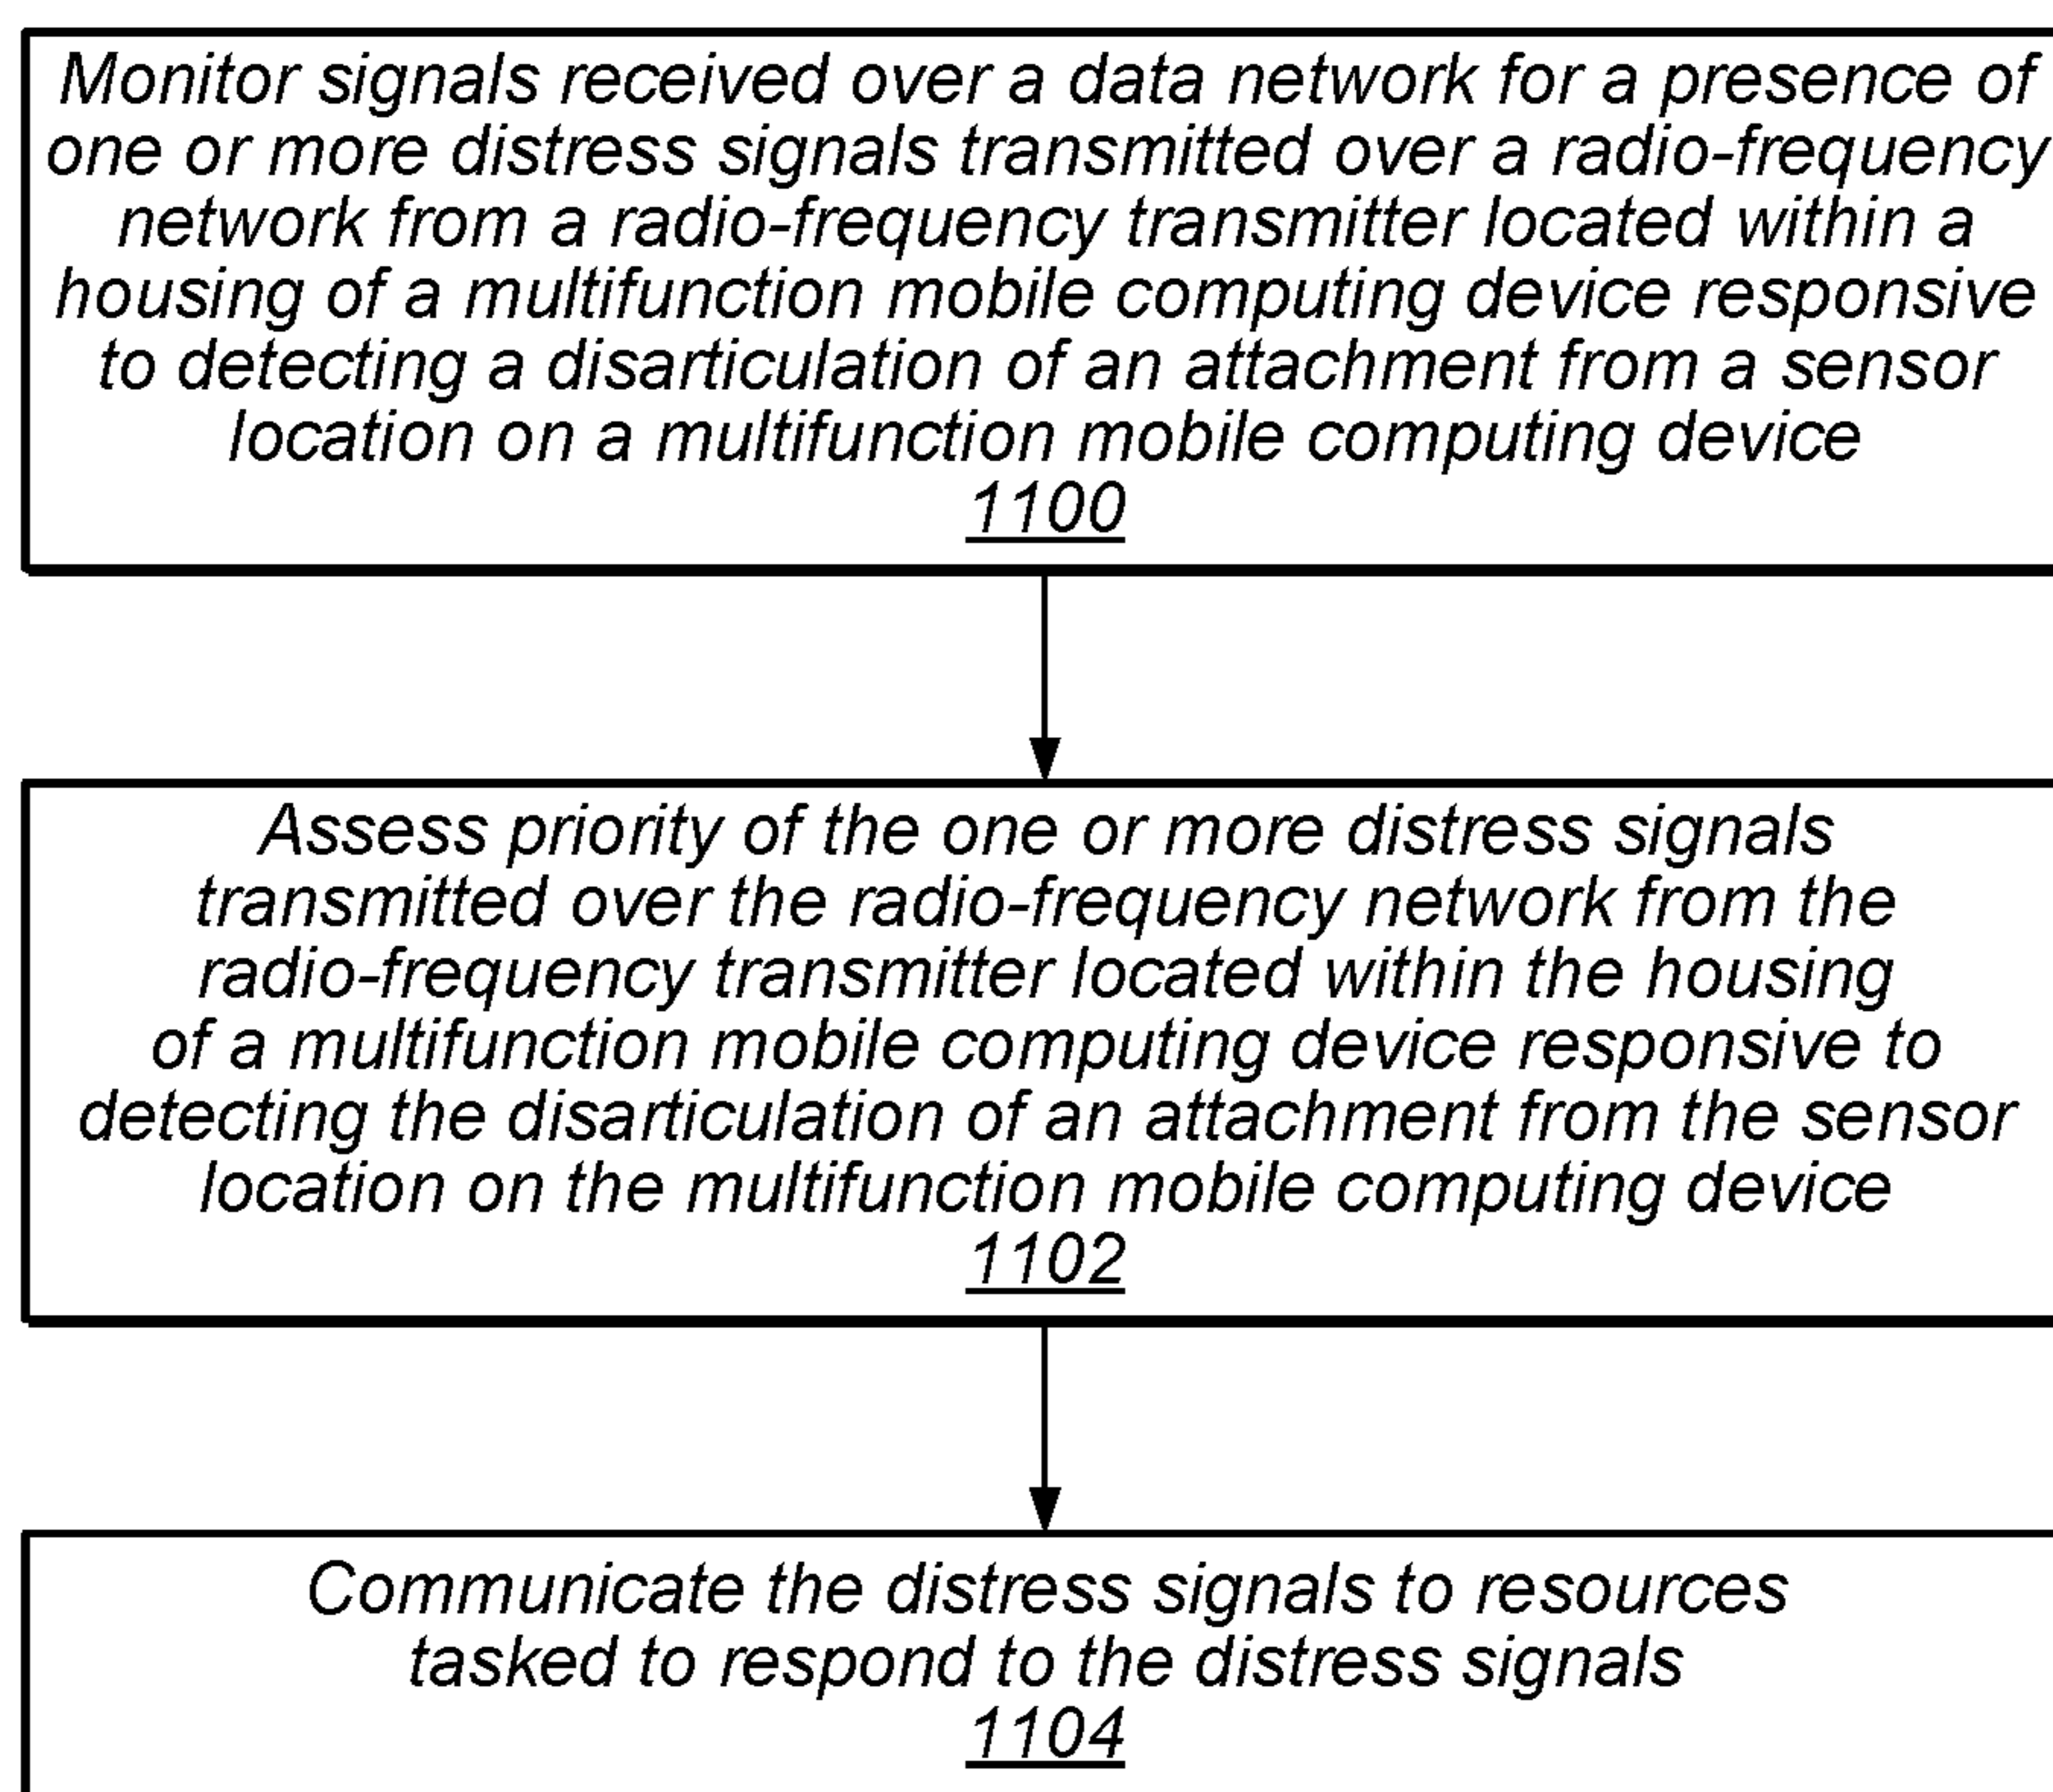 Monitor signals received over a data network for a presence of
one or more distress signals transmitted over a radio-frequency
network from a radio-frequency transmitter located within a
housing of a multifunction mobile computing device responsive
to detecting a disarticulation of an attachment from a sensor
location on a multifunction mobile computing device
1100
Assess priority of the one or more distress signals
transmitted over the radio-frequency network from the
radio-frequency transmitter located within the housing
of a multifunction mobile computing device responsive to
detecting the disarticulation of an attachment from the sensor
location on the multifunction mobile computing device
1102
Communicate the distress signals to resources
tasked to respond to the distress signals
1104